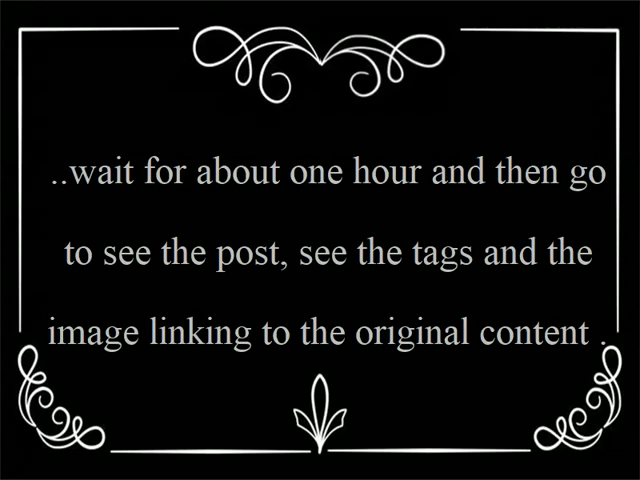 ..wait for about one hour and then go
to see the post, see the tags and the
image linking to the original content .